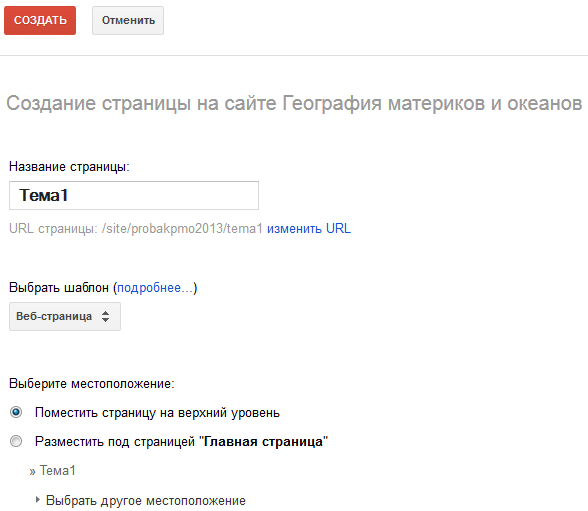 СОЗДАТЬ Отменить
Создание страницы на сайте География материков и океанов
Название страницы:
Тема1
URL страницы: /site/probakpmo2013/tema1 изменить URL
Выбрать шаблон (подробнее...)
Веб-страница
Выберите местоположение:
Поместить страницу на верхний уровень
Разместить под страницей "Главная страница"
» Тема1
Выбрать другое местоположение